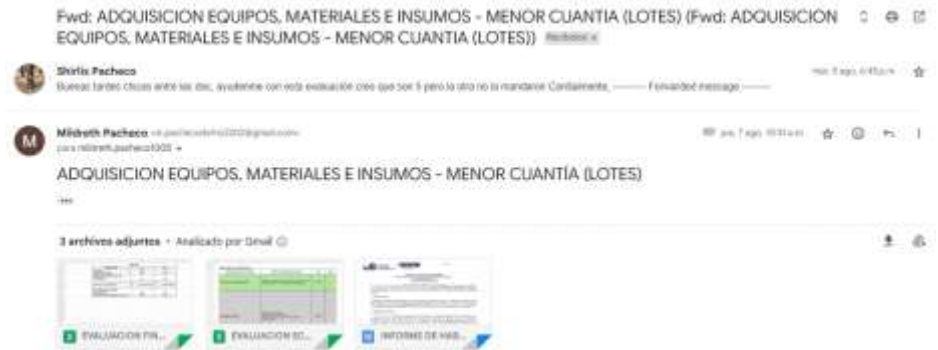 Fwd: ADQUISICION EQUIPOS, MATERIALES E INSUMOS - MENOR CUANTIA (LOTES) (Fwd: ADQUISICION
EQUIPOS, MATERIALES E INSUMOS - MENOR CUANTIA (LOTES)) Recibidos x
Shirlis Pacheco
Buenas tardes chicas entre las dos, ayudenme con esta evaluación creo que son 5 pero la otra no la mandaron Cordialmente, ---------- Forwarded message ----------
Mildreth Pacheco
M
ADQUISICION EQUIPOS, MATERIALES E INSUMOS - MENOR CUANTÍA (LOTES)
3 archivos adjuntos • Analizado por Gmail
EVALUACION FIN...
EVALUACION EC...
INFORME DE HAB...